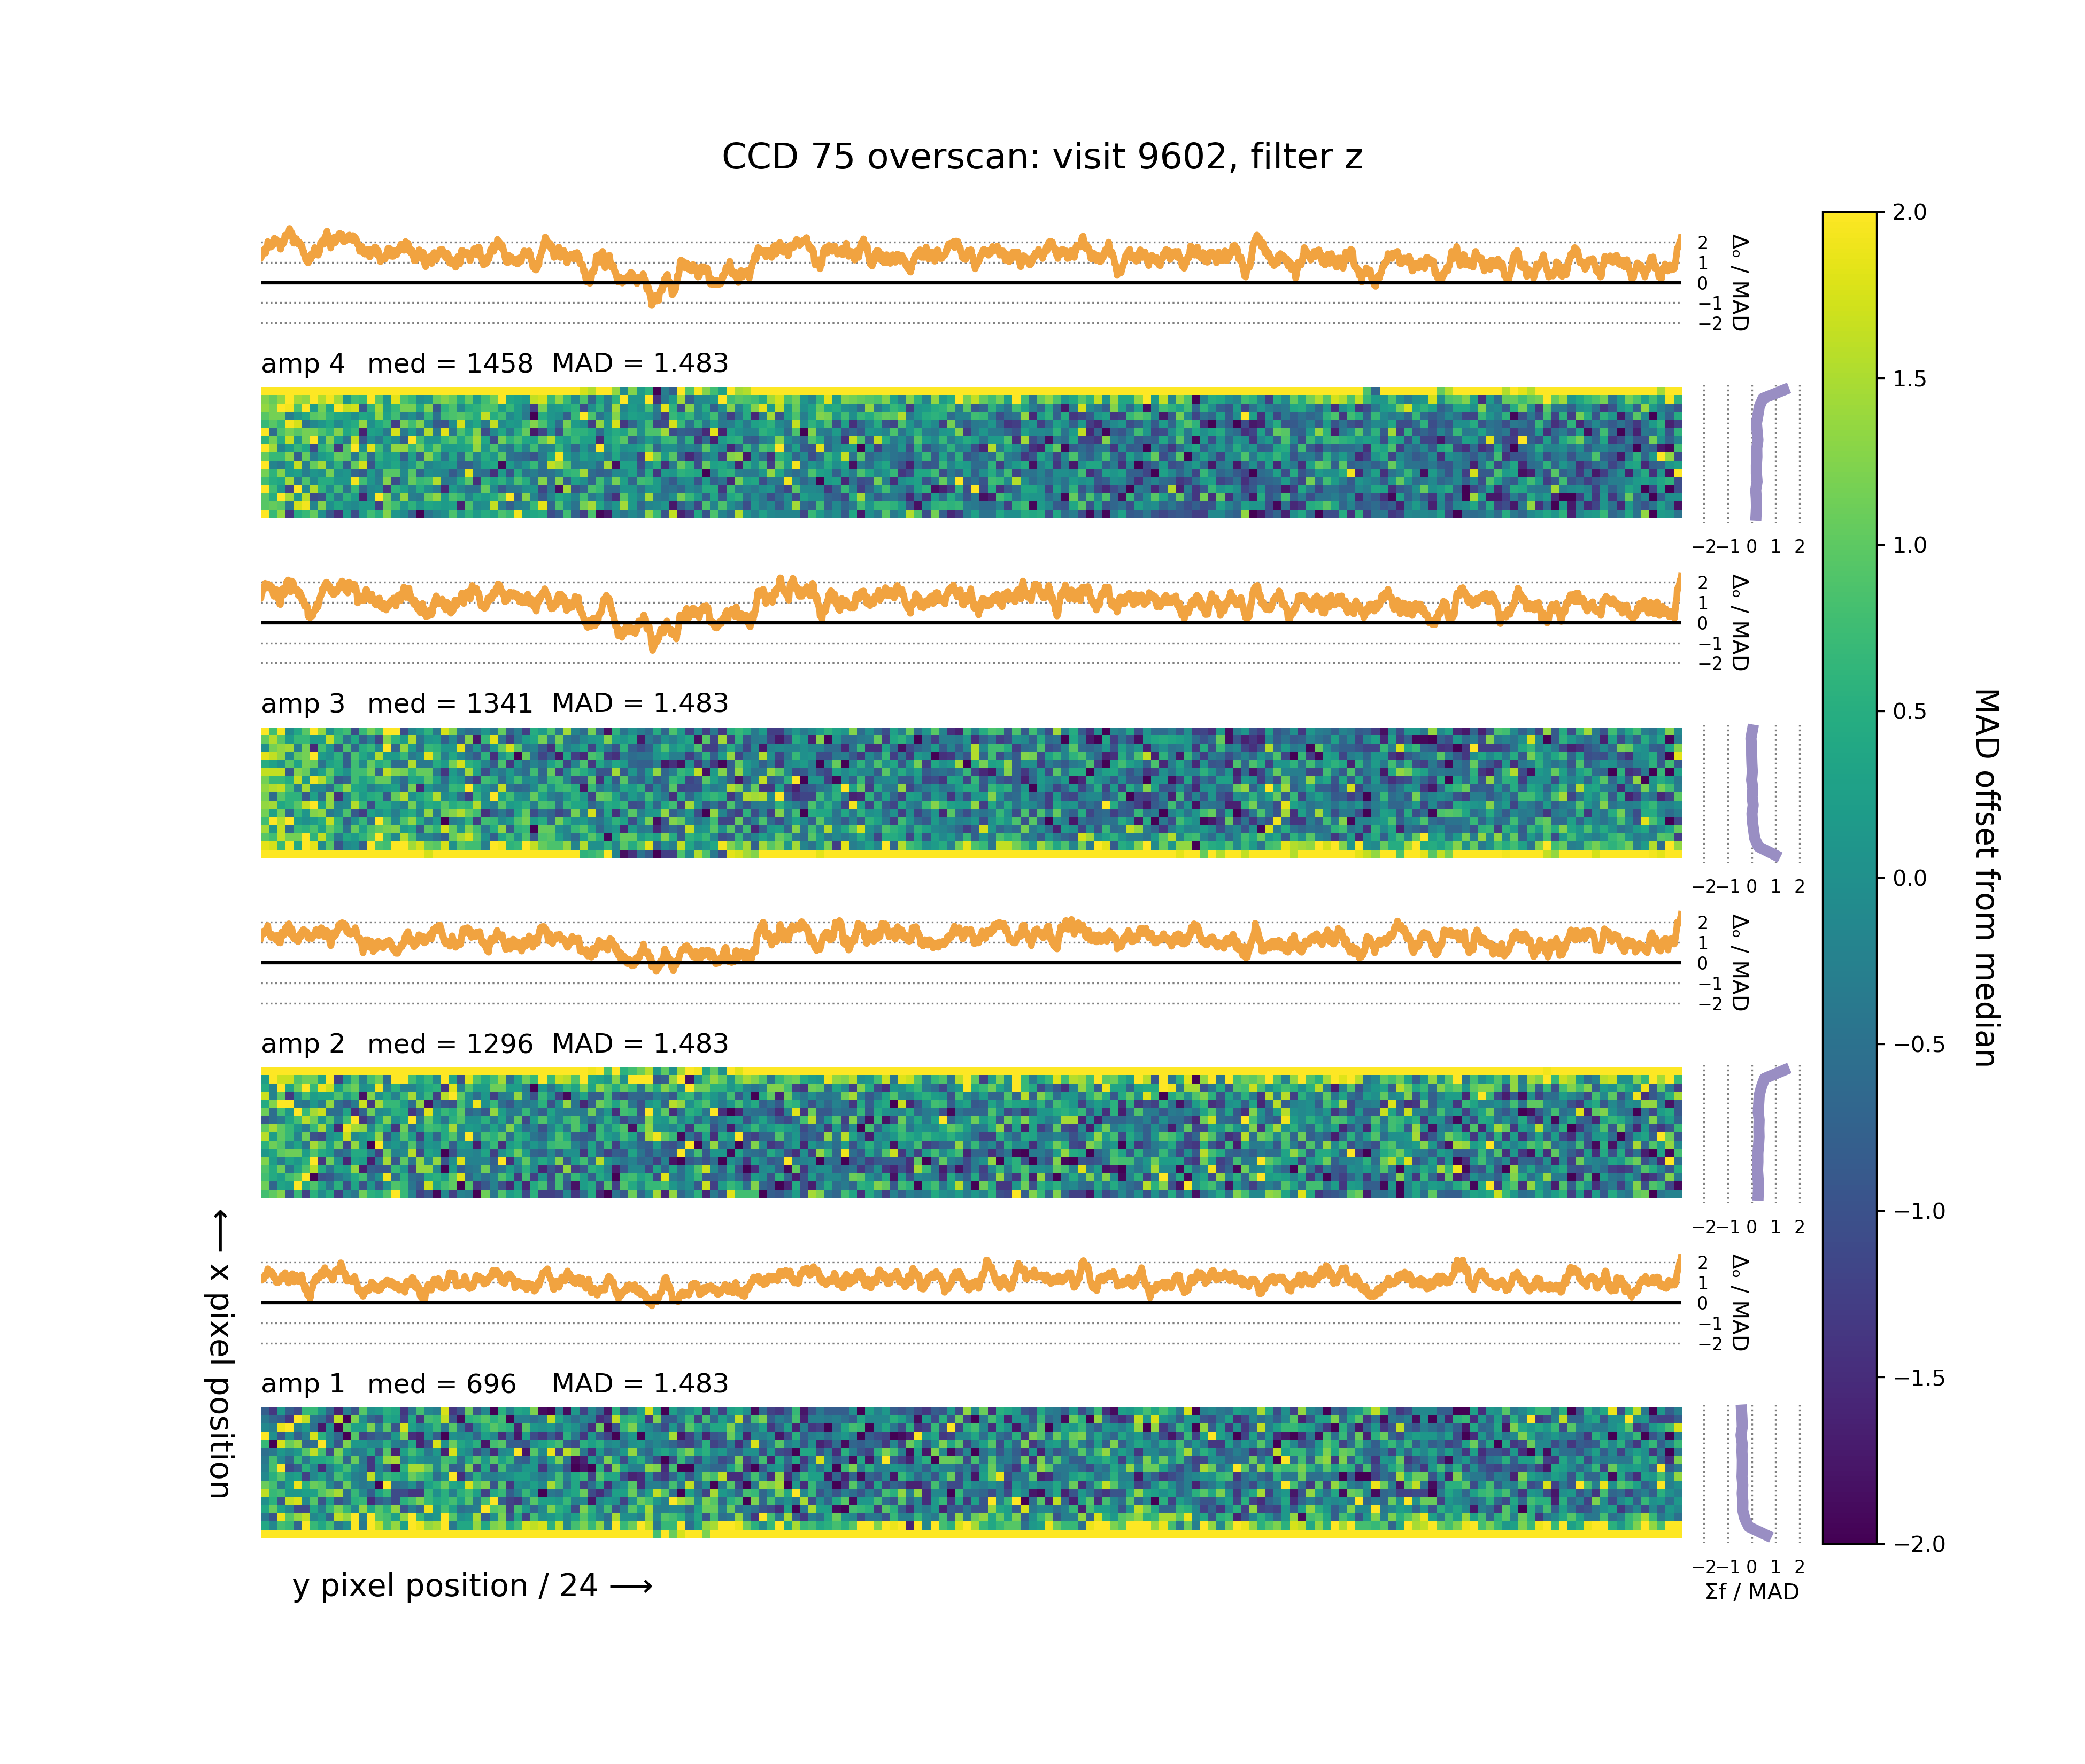 CCD 75 overscan: visit 9602, filter z
2
1
0
−1
−2
Δₒ / MAD
amp 4 med = 1458 MAD = 1.483
−2 −1 0 1 2
2
1
0
−1
−2
Δₒ / MAD
amp 3 med = 1341 MAD = 1.483
−2 −1 0 1 2
2
1
0
−1
−2
Δₒ / MAD
amp 2 med = 1296 MAD = 1.483
−2 −1 0 1 2
2
1
0
−1
−2
Δₒ / MAD
amp 1 med = 696 MAD = 1.483
−2 −1 0 1 2
Σf / MAD
⟵ x pixel position
y pixel position / 24 ⟶
2.0
1.5
1.0
0.5
0.0
−0.5
−1.0
−1.5
−2.0
MAD offset from median